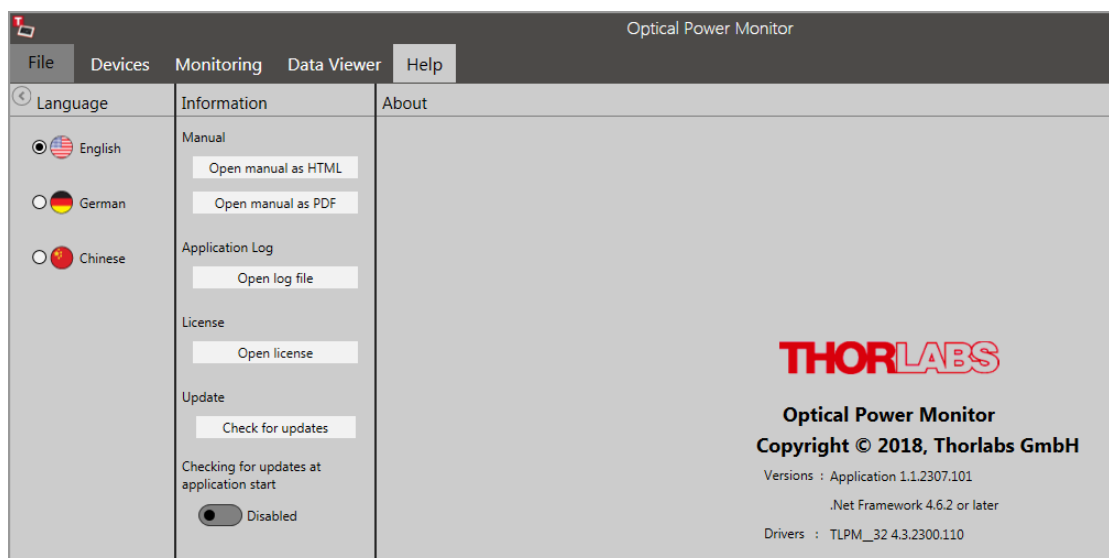 Optical Power Monitor
File Devices Monitoring Data Viewer Help
Language
English
German
Chinese
Information
Manual
Open manual as HTML
Open manual as PDF
Application Log
Open log file
License
Open license
Update
Check for updates
Checking for updates at
application start
Disabled
About
THORLABS
Optical Power Monitor
Copyright © 2018, Thorlabs GmbH
Versions : Application 1.1.2307.101
.Net Framework 4.6.2 or later
Drivers : TLPM__32 4.3.2300.110